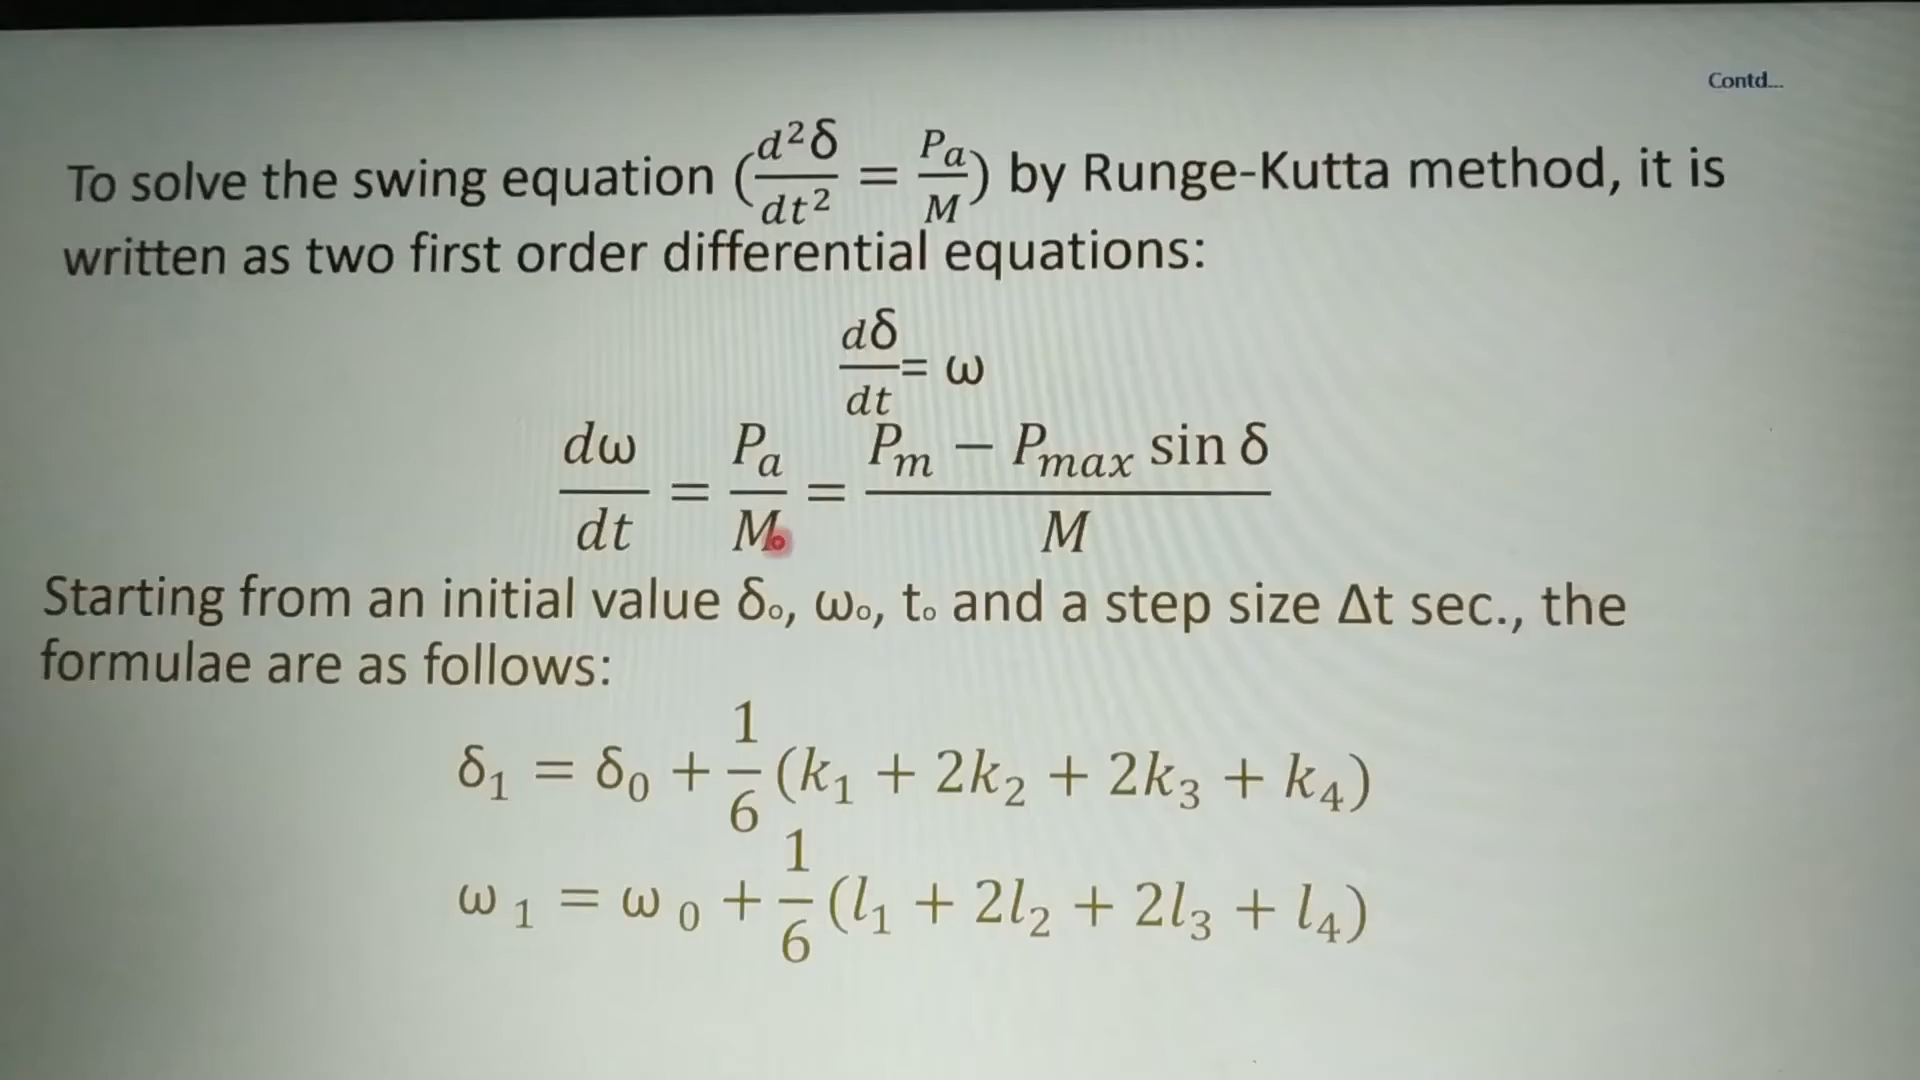 Contd...
To solve the swing equation (d²δ/dt² = Pₐ/M) by Runge-Kutta method, it is
written as two first order differential equations:
dδ/dt = ω
dω/dt = Pₐ/M = (Pₘ − Pₘₐₓ sin δ)/M
Starting from an initial value δₒ, ωₒ, tₒ and a step size Δt sec., the
formulae are as follows:
δ₁ = δ₀ + 1/6 (k₁ + 2k₂ + 2k₃ + k₄)
ω₁ = ω₀ + 1/6 (l₁ + 2l₂ + 2l₃ + l₄)